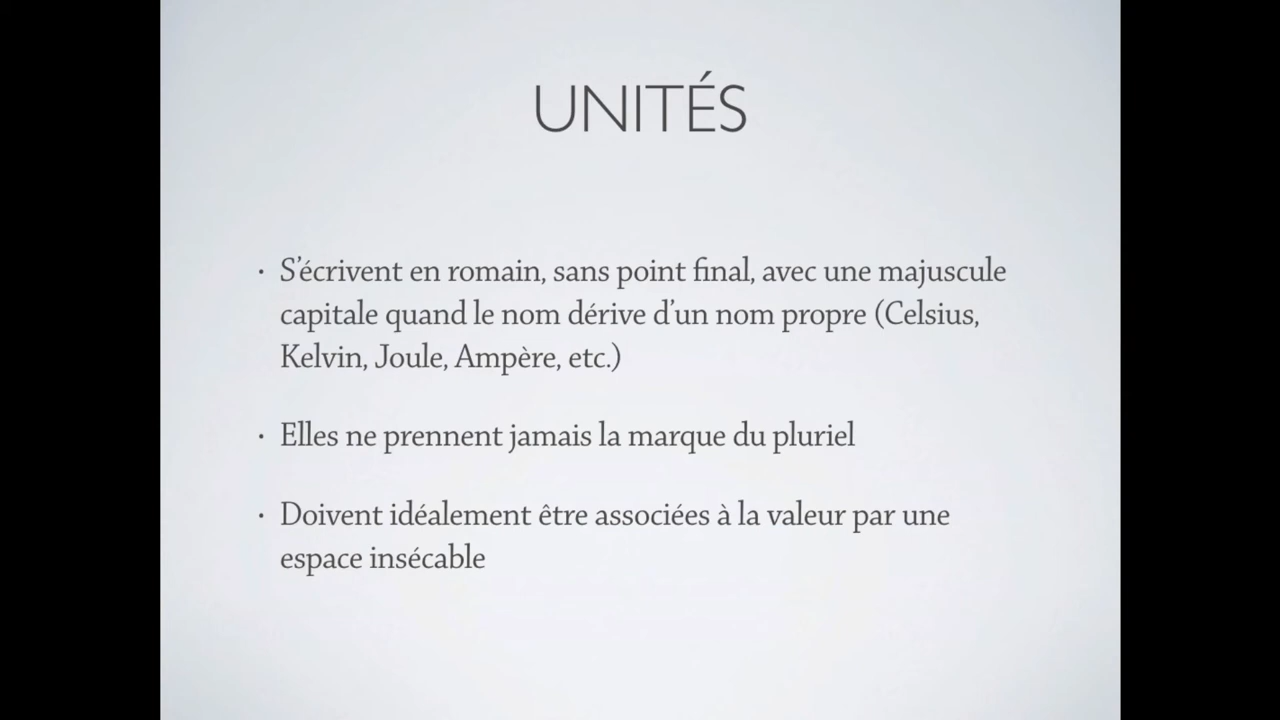 UNITÉS
· S’écrivent en romain, sans point final, avec une majuscule
capitale quand le nom dérive d’un nom propre (Celsius,
Kelvin, Joule, Ampère, etc.)
· Elles ne prennent jamais la marque du pluriel
· Doivent idéalement être associées à la valeur par une
espace insécable